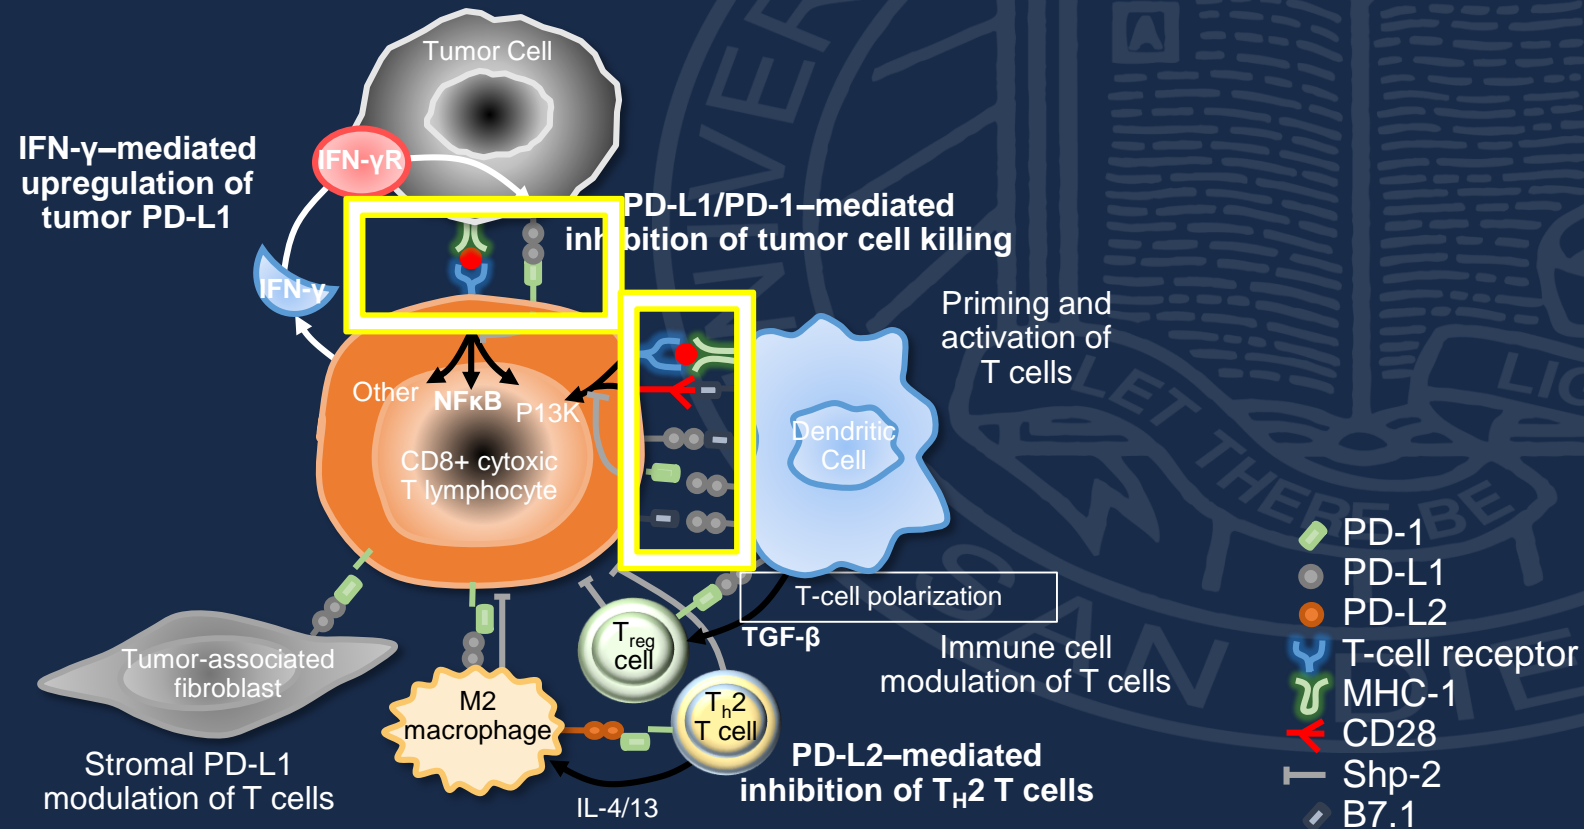 Tumor Cell
IFN-γ–mediated
upregulation of
tumor PD-L1
IFN-γR
IFN-γ
PD-L1/PD-1–mediated
inhibition of tumor cell killing
Priming and
activation of
T cells
Other
NFκB
P13K
CD8+ cytoxic
T lymphocyte
Dendritic
Cell
T-cell polarization
TGF-β
Treg
cell
Immune cell
modulation of T cells
Tumor-associated
fibroblast
M2
macrophage
Th2
T cell
Stromal PD-L1
modulation of T cells
IL-4/13
PD-L2–mediated
inhibition of TH2 T cells
PD-1
PD-L1
PD-L2
T-cell receptor
MHC-1
CD28
Shp-2
B7.1
LET THERE BE
SAN